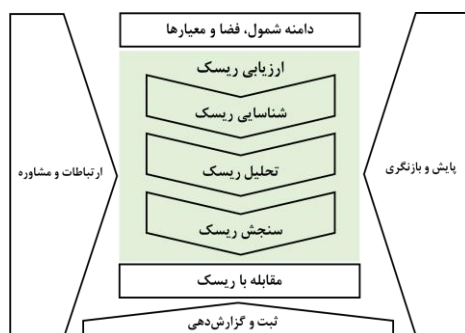 دامنه شمول، فضا و معیارها
ارزیابی ریسک
شناسایی ریسک
تحلیل ریسک
سنجش ریسک
مقابله با ریسک
ثبت و گزارش‌دهی
پایش و بازنگری
ارتباطات و مشاوره